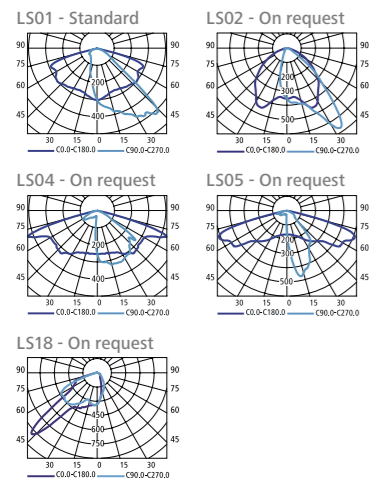 LS01 - Standard
LS02 - On request
90 90 90 90
75 75 75 75
60 60 60 60
45 45 45 45
200 400
200 300 500
30 15 0 15 30
30 15 0 15 30
C0.0-C180.0 C90.0-C270.0
C0.0-C180.0 C90.0-C270.0
LS04 - On request
LS05 - On request
90 90 90 90
75 75 75 75
60 60 60 60
45 45 45 45
200 400
200 300 500
30 15 0 15 30
30 15 0 15 30
C0.0-C180.0 C90.0-C270.0
C0.0-C180.0 C90.0-C270.0
LS18 - On request
90 90
75 75
60 60
45 45
450
600
750
30 15 0 15 30
C0.0-C180.0 C90.0-C270.0